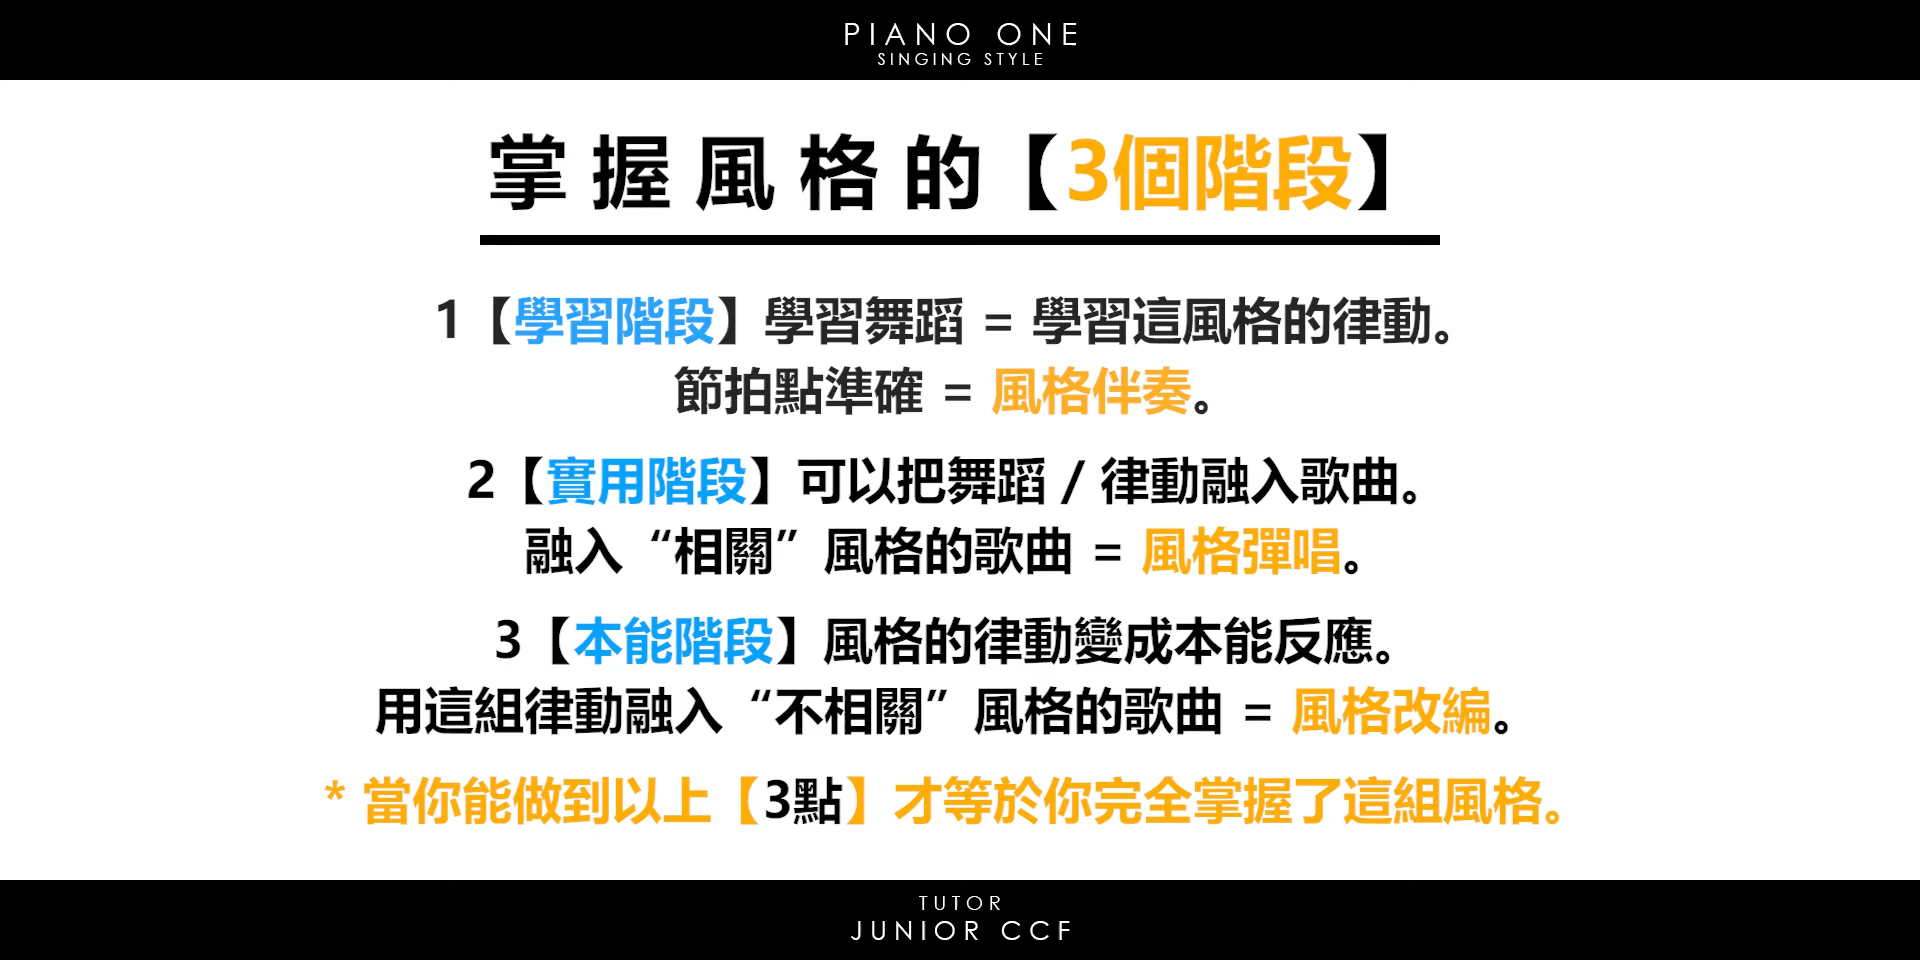 PIANO ONE
SINGING STYLE
掌握風格的【3個階段】
1【學習階段】學習舞蹈 = 學習這風格的律動。
節拍點準確 = 風格伴奏。
2【實用階段】可以把舞蹈 / 律動融入歌曲。
融入“相關”風格的歌曲 = 風格彈唱。
3【本能階段】風格的律動變成本能反應。
用這組律動融入“不相關”風格的歌曲 = 風格改編。
* 當你能做到以上【3點】才等於你完全掌握了這組風格。
TUTOR
JUNIOR CCF